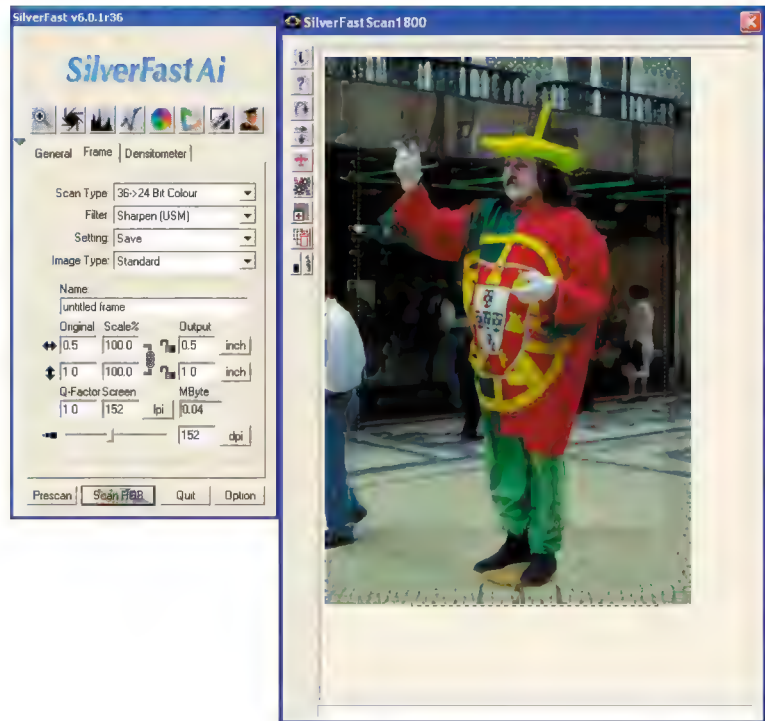 SilverFast v6.0.1r36
SilverFast Ai
General Frame Densitometer
Scan Type 36->24 Bit Colour
Filter Sharpen (USM)
Setting: Save
Image Type: Standard
Name:
untitled frame
Original Scale% Output
0.5 100.0 0.5 inch
1 0 100.0 1 0 inch
Q-Factor Screen MByte
1 0 152 lpi 0.04
152 dpi
Prescan Scan RGB Quit Option
SilverFastScan1800